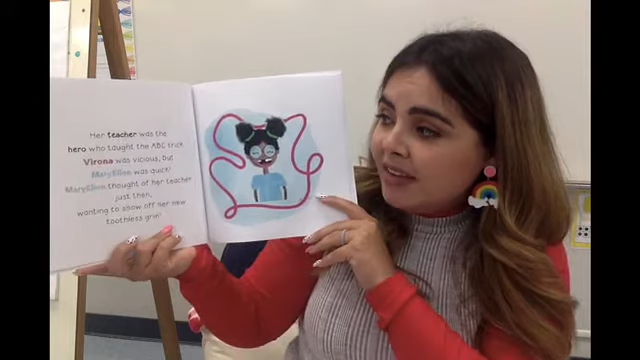 Her teacher was the
hero who taught the ABC trick
Virona was vicious, but
MaryEllen was quick!
MaryEllen thought of her teacher
just then,
wanting to show off her new
toothless grin!